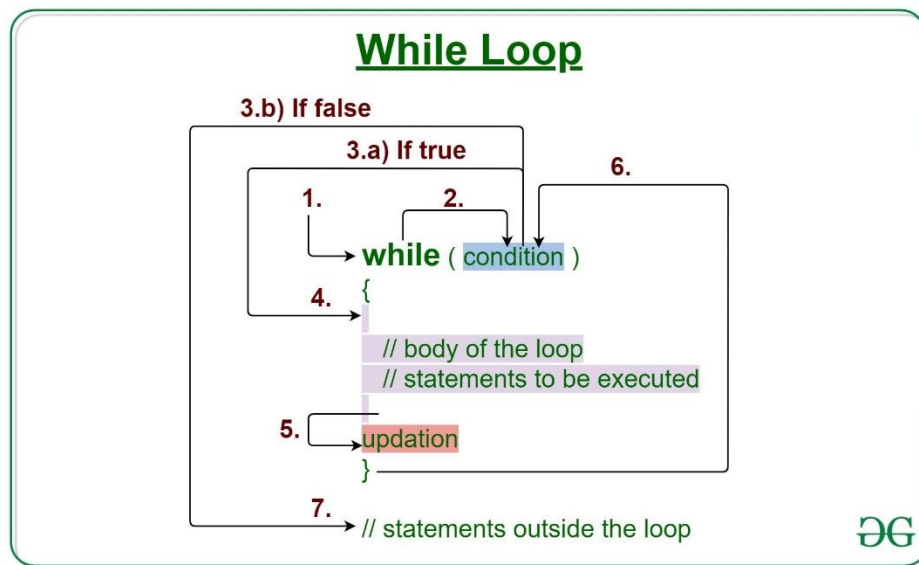 While Loop
3.b) If false
3.a) If true
6.
1.
2.
while ( condition )
{
4.
// body of the loop
// statements to be executed
5.
updation
}
7.
// statements outside the loop
GG